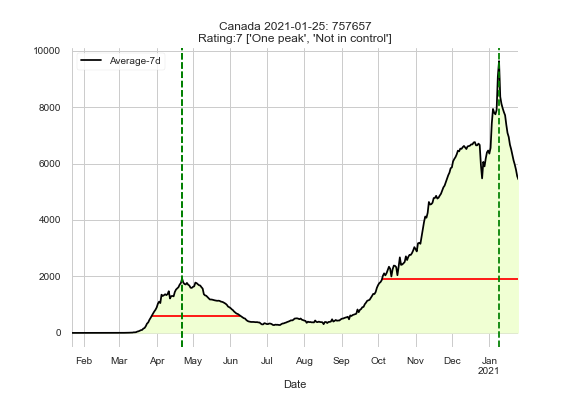 Canada 2021-01-25: 757657
Rating:7 ['One peak', 'Not in control']
Average-7d
10000
8000
6000
4000
2000
0
Feb Mar Apr May Jun Jul Aug Sep Oct Nov Dec Jan
2021
Date